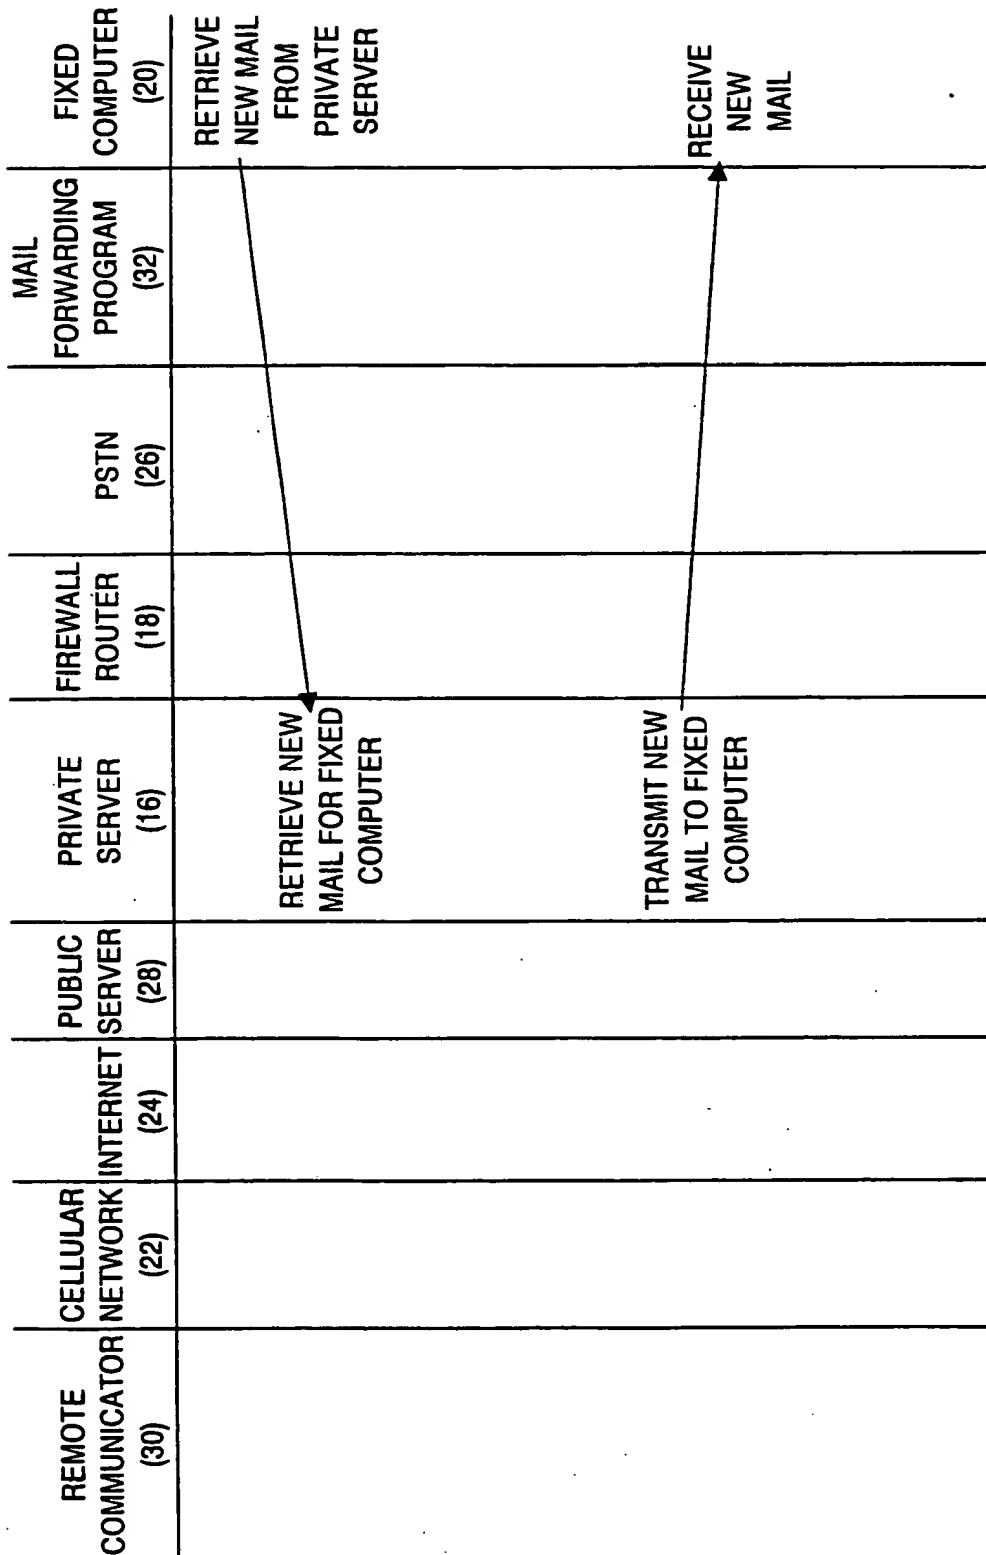 REMOTE
COMMUNICATOR
(30)
CELLULAR
NETWORK
(22)
INTERNET
(24)
PUBLIC
SERVER
(28)
PRIVATE
SERVER
(16)
FIREWALL
ROUTER
(18)
PSTN
(26)
MAIL
FORWARDING
PROGRAM
(32)
FIXED
COMPUTER
(20)
RETRIEVE
NEW MAIL
FROM
PRIVATE
SERVER
RETRIEVE NEW
MAIL FOR FIXED
COMPUTER
TRANSMIT NEW
MAIL TO FIXED
COMPUTER
RECEIVE
NEW
MAIL